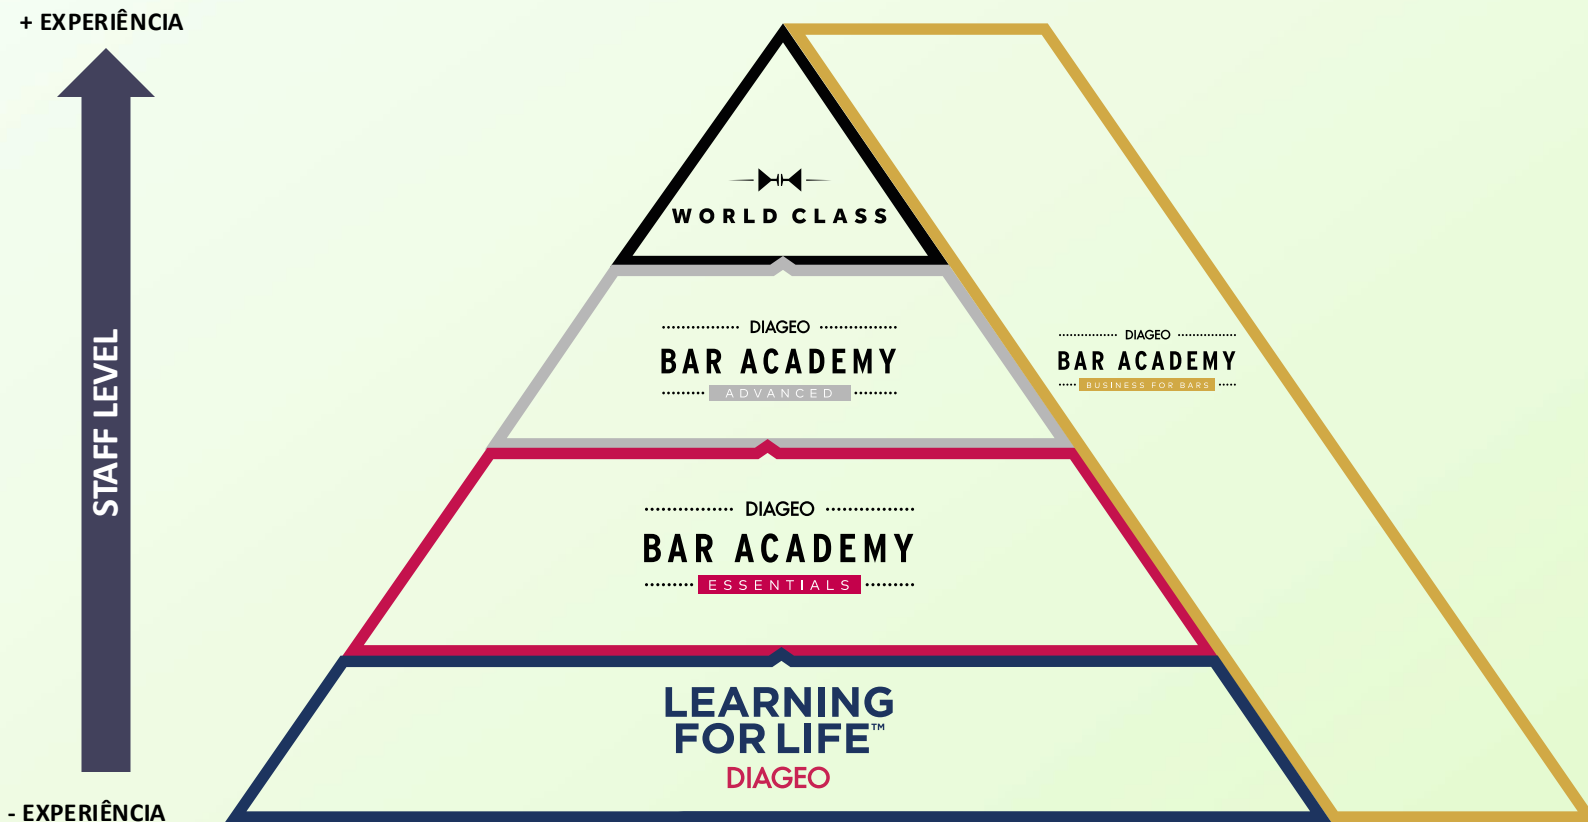 + EXPERIÊNCIA
STAFF LEVEL
- EXPERIÊNCIA
WORLD CLASS
DIAGEO
BAR ACADEMY
ADVANCED
DIAGEO
BAR ACADEMY
BUSINESS FOR BARS
DIAGEO
BAR ACADEMY
ESSENTIALS
LEARNING
FOR LIFE™
DIAGEO